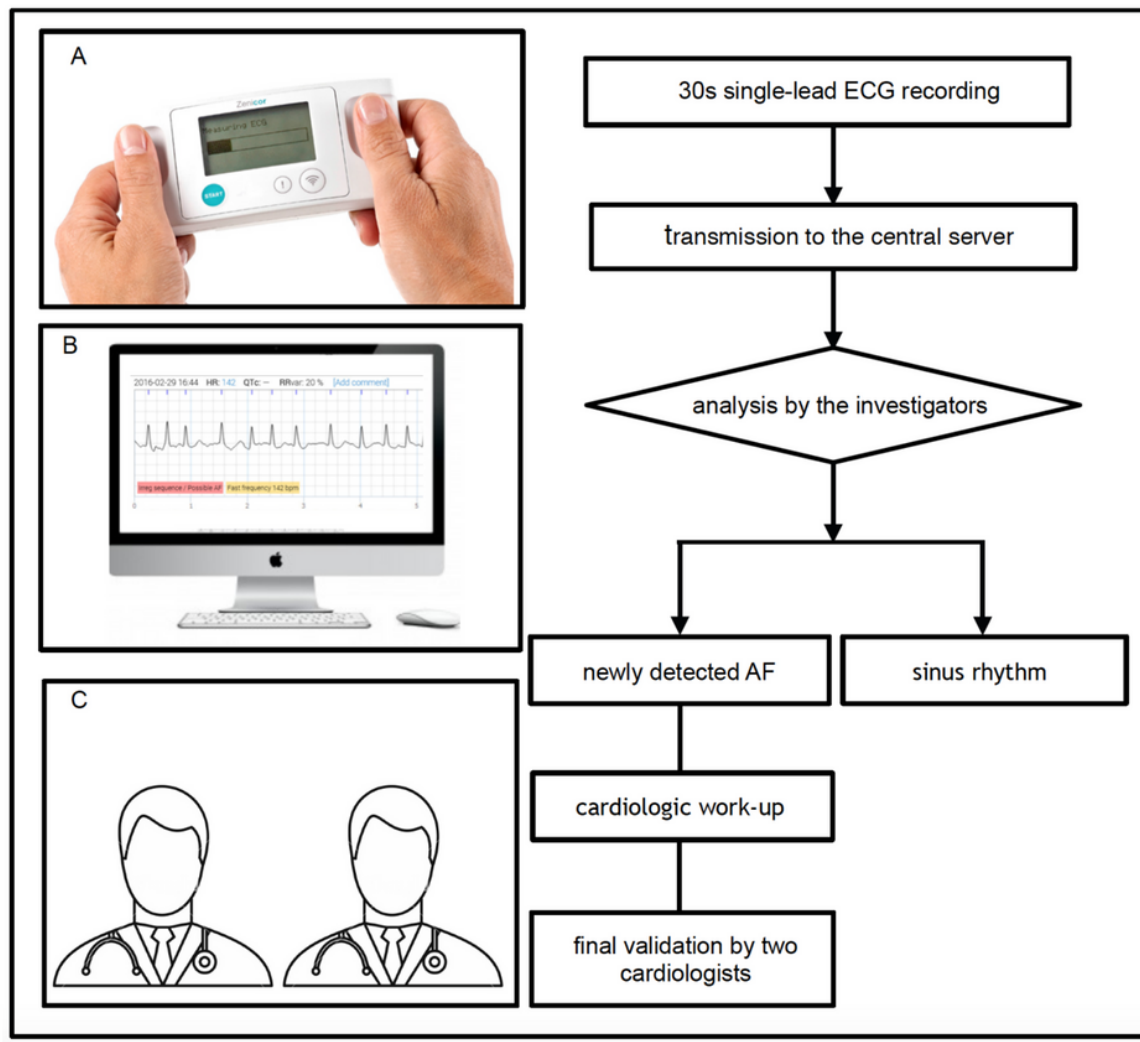 A
Zenicor
Measuring ECG
START
B
2016-02-29 16:44 HR: 142 QTc: — RRvar: 20 % [Add comment]
Irreg sequence / Possible AF Fast frequency 142 bpm
0 1 2 3 4 5
C
30s single-lead ECG recording
transmission to the central server
analysis by the investigators
newly detected AF
sinus rhythm
cardiologic work-up
final validation by two
cardiologists